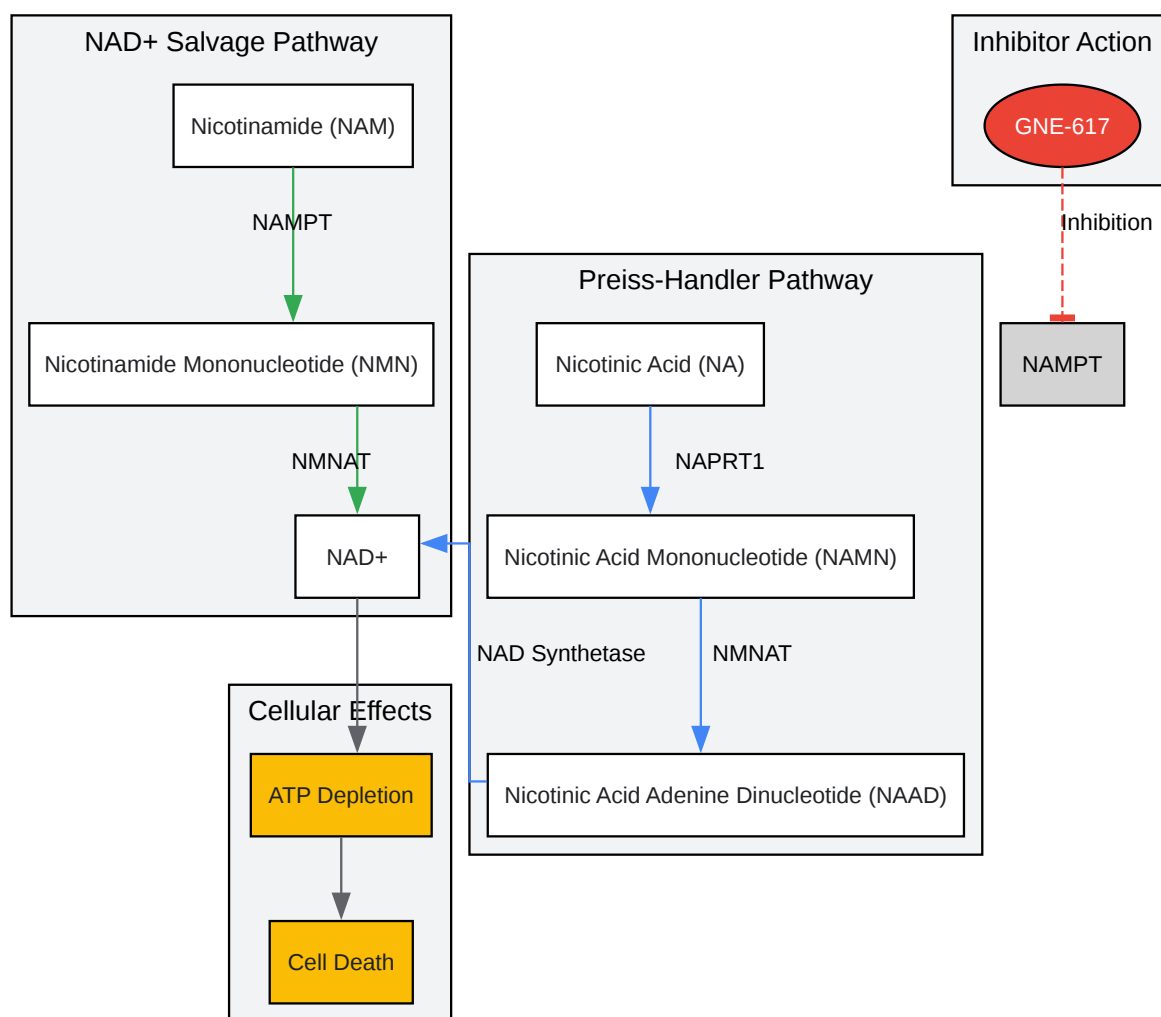 NAD+ Salvage Pathway
Nicotinamide (NAM)
NAMPT
Nicotinamide Mononucleotide (NMN)
NMNAT
NAD+
Inhibitor Action
GNE-617
Inhibition
NAMPT
Preiss-Handler Pathway
Nicotinic Acid (NA)
NAPRT1
Nicotinic Acid Mononucleotide (NAMN)
NAD Synthetase
NMNAT
Nicotinic Acid Adenine Dinucleotide (NAAD)
Cellular Effects
ATP Depletion
Cell Death